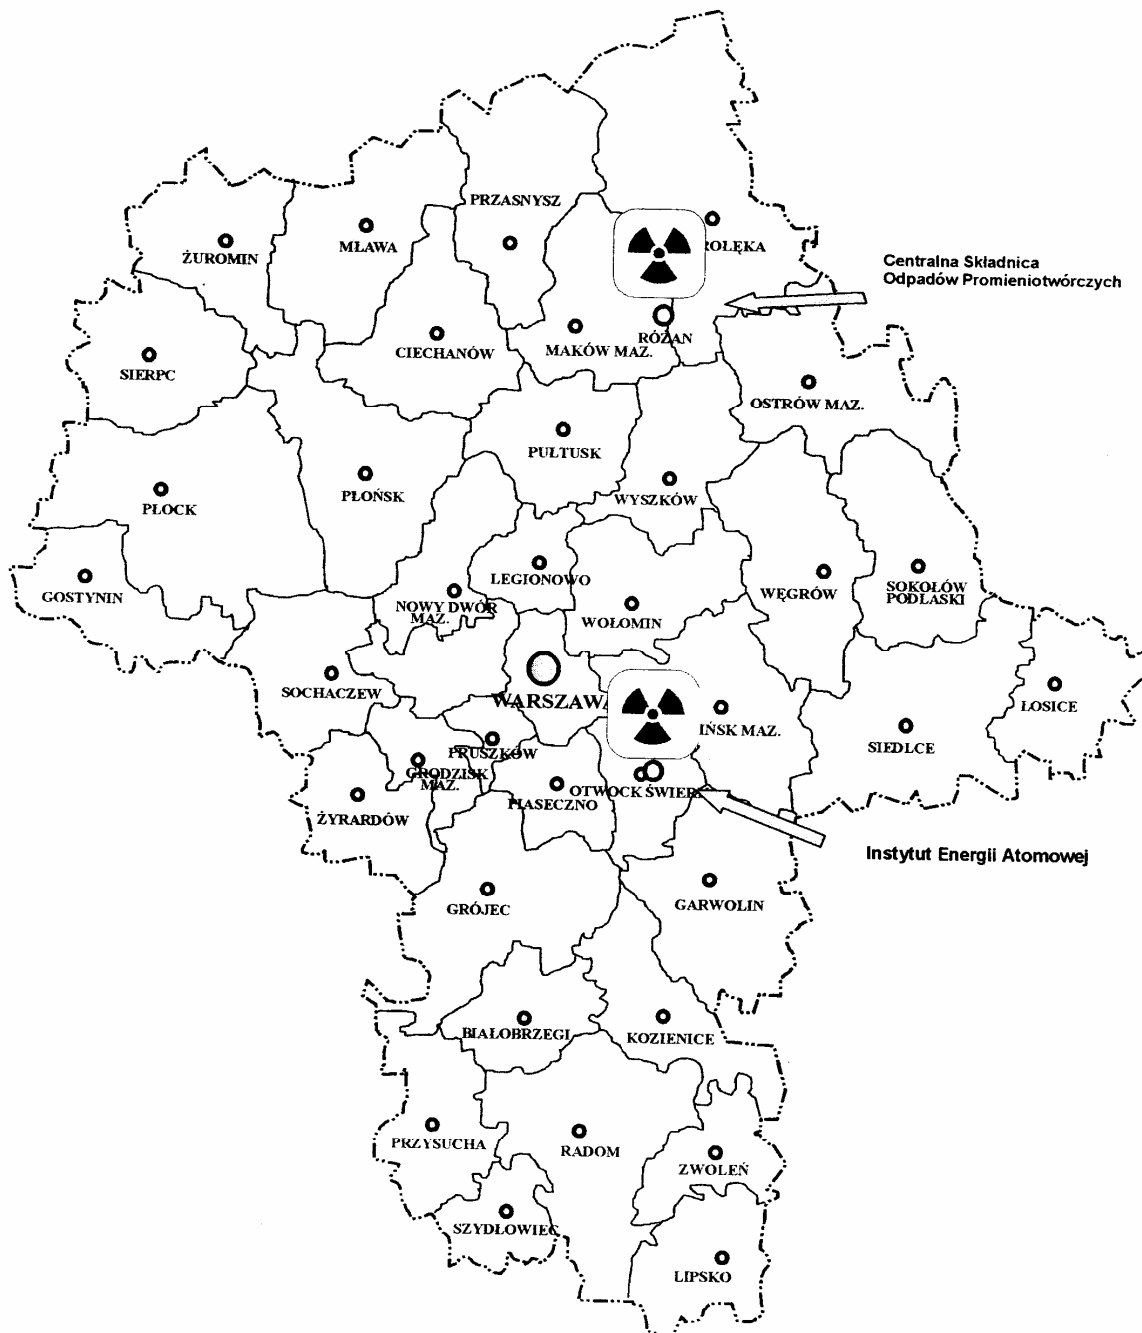 PRZASNYSZ
MŁAWA
ŻUROMIN
ROLĘKA
Centralna Składnica
Odpadów Promieniotwórczych
RÓŻAN
CIECHANÓW
MAKÓW MAZ.
SIERPC
OSTRÓW MAZ.
PUŁTUSK
PŁOŃSK
WYSZKÓW
PŁOCK
LEGIONOWO
SOKOŁÓW
PODLASKI
GOSTYNIN
WĘGRÓW
NOWY DWÓR
MAZ.
WOŁOMIN
SOCHACZEW
WARSZAWA
ŁOSICE
IŃSK MAZ.
SIEDLCE
PRUSZKÓW
GRODZISK
MAZ.
PIASECZNO
OTWOCK ŚWIER
ŻYRARDÓW
Instytut Energii Atomowej
GRÓJEC
GARWOLIN
BIAŁOBRZEGI
KOZIENICE
PRZYSUCHA
RADOM
ZWOLEŃ
SZYDŁOWIEC
LIPSKO